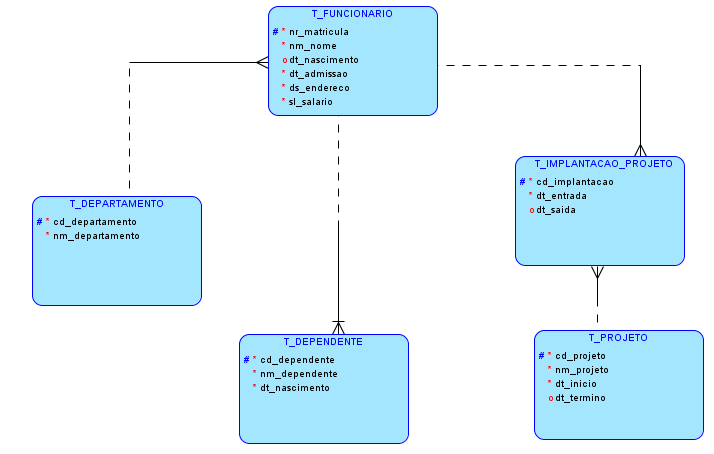 T_FUNCIONARIO
# * nr_matricula
* nm_nome
o dt_nascimento
* dt_admissao
* ds_endereco
* sl_salario
T_IMPLANTACAO_PROJETO
# * cd_implantacao
* dt_entrada
o dt_saida
T_DEPARTAMENTO
# * cd_departamento
* nm_departamento
T_DEPENDENTE
# * cd_dependente
* nm_dependente
* dt_nascimento
T_PROJETO
# * cd_projeto
* nm_projeto
* dt_inicio
o dt_termino